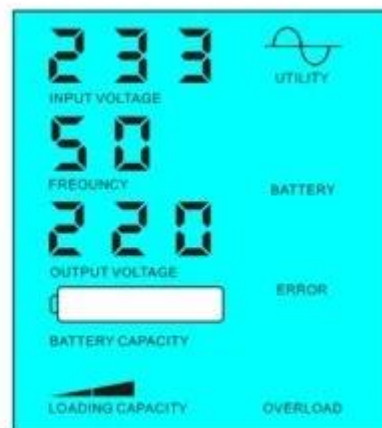 233
UTILITY
INPUT VOLTAGE
50
FREQUNCY
BATTERY
220
OUTPUT VOLTAGE
ERROR
BATTERY CAPACITY
LOADING CAPACITY
OVERLOAD